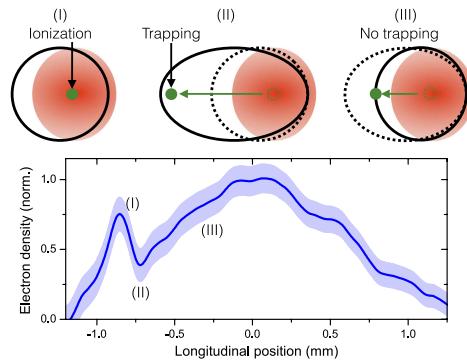 (I)
Ionization
(II)
Trapping
(III)
No trapping
Electron density (norm.)
1.0
0.5
0.0
(I)
(II)
(III)
-1.0
-0.5
0.0
0.5
1.0
Longitudinal position (mm)